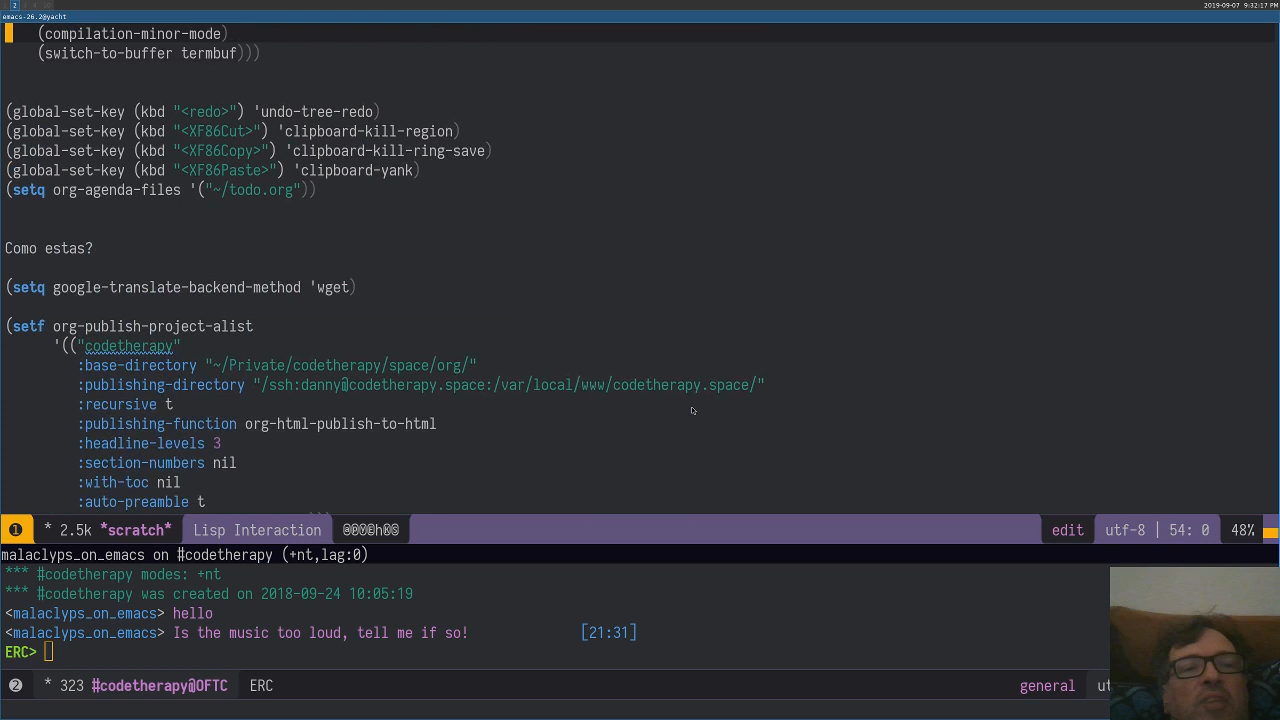 1 2 3 4 10
2019-09-07 9:32:17 PM
emacs-26.2@yacht
(compilation-minor-mode)
(switch-to-buffer termbuf)))
(global-set-key (kbd "<redo>") 'undo-tree-redo)
(global-set-key (kbd "<XF86Cut>") 'clipboard-kill-region)
(global-set-key (kbd "<XF86Copy>") 'clipboard-kill-ring-save)
(global-set-key (kbd "<XF86Paste>") 'clipboard-yank)
(setq org-agenda-files '("~/todo.org"))
Como estas?
(setq google-translate-backend-method 'wget)
(setf org-publish-project-alist
'(("codetherapy"
:base-directory "~/Private/codetherapy/space/org/"
:publishing-directory "/ssh:danny@codetherapy.space:/var/local/www/codetherapy.space/"
:recursive t
:publishing-function org-html-publish-to-html
:headline-levels 3
:section-numbers nil
:with-toc nil
:auto-preamble t
❶ * 2.5k *scratch* Lisp Interaction edit utf-8 | 54: 0 48%
malaclyps_on_emacs on #codetherapy (+nt,lag:0)
*** #codetherapy modes: +nt
*** #codetherapy was created on 2018-09-24 10:05:19
<malaclyps_on_emacs> hello
<malaclyps_on_emacs> Is the music too loud, tell me if so! [21:31]
ERC>
❷ * 323 #codetherapy@OFTC ERC general ut